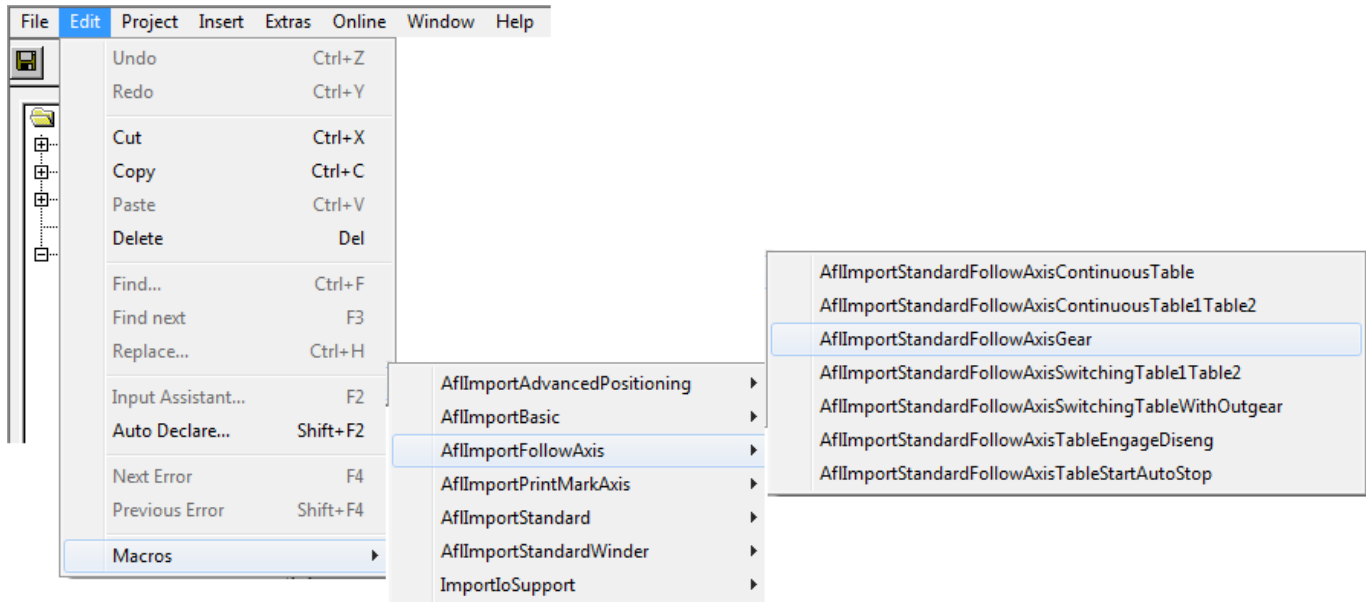 File Edit Project Insert Extras Online Window Help
Undo Ctrl+Z
Redo Ctrl+Y
Cut Ctrl+X
Copy Ctrl+C
Paste Ctrl+V
Delete Del
Find... Ctrl+F
Find next F3
Replace... Ctrl+H
Input Assistant... F2
Auto Declare... Shift+F2
Next Error F4
Previous Error Shift+F4
Macros
AflImportAdvancedPositioning
AflImportBasic
AflImportFollowAxis
AflImportPrintMarkAxis
AflImportStandard
AflImportStandardWinder
ImportIoSupport
AflImportStandardFollowAxisContinuousTable
AflImportStandardFollowAxisContinuousTable1Table2
AflImportStandardFollowAxisGear
AflImportStandardFollowAxisSwitchingTable1Table2
AflImportStandardFollowAxisSwitchingTableWithOutgear
AflImportStandardFollowAxisTableEngageDiseng
AflImportStandardFollowAxisTableStartAutoStop